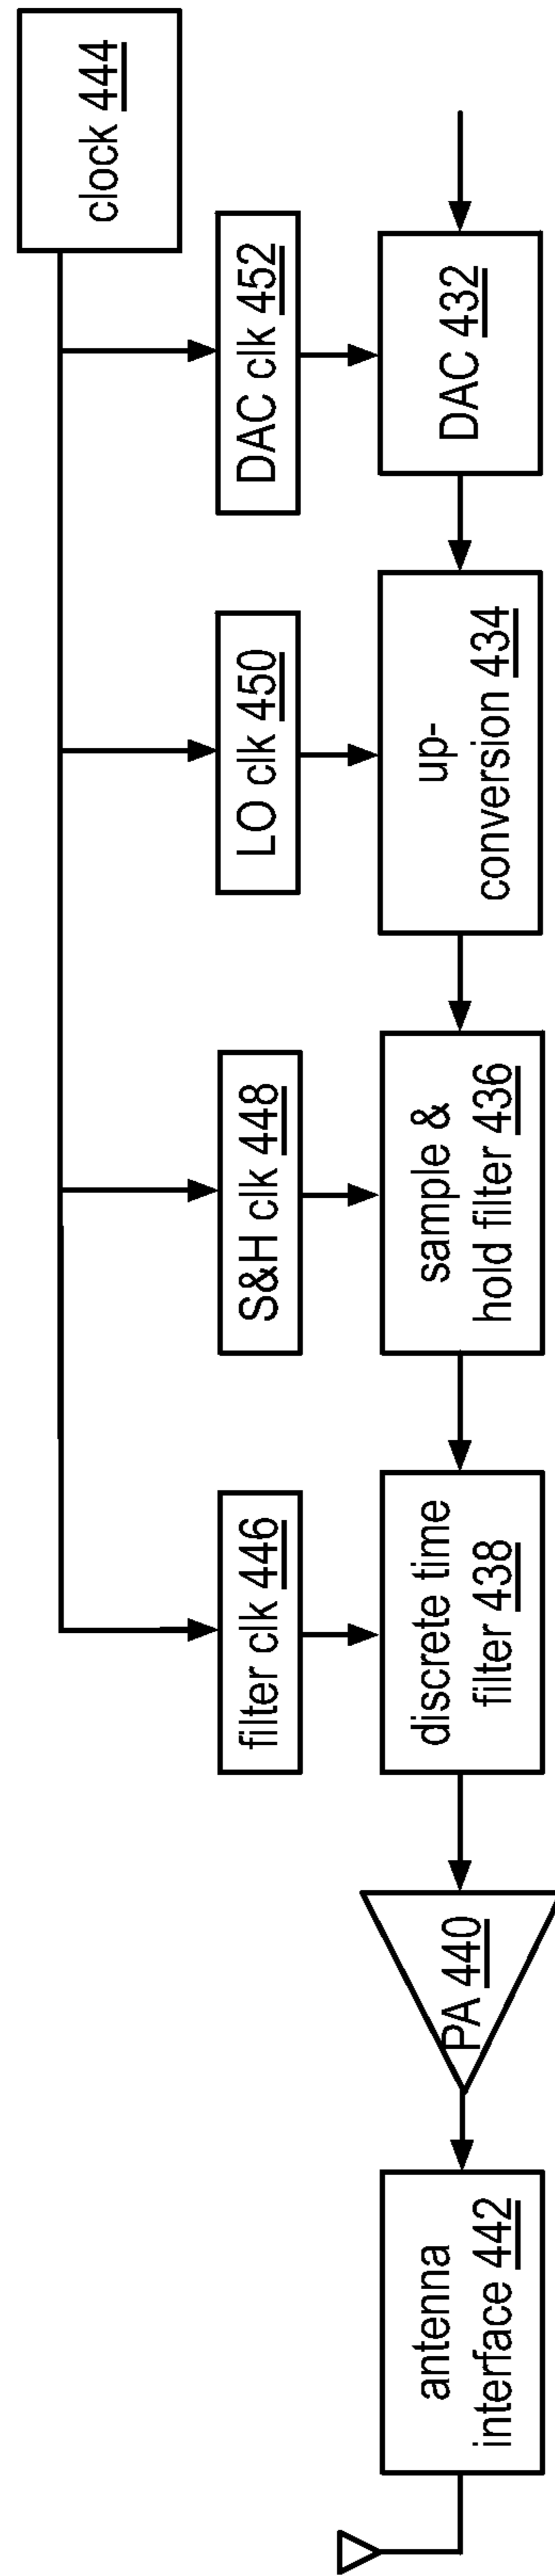 clock 444
filter clk 446
S&H clk 448
LO clk 450
DAC clk 452
antenna
interface 442
PA 440
discrete time
filter 438
sample &
hold filter 436
up-
conversion 434
DAC 432